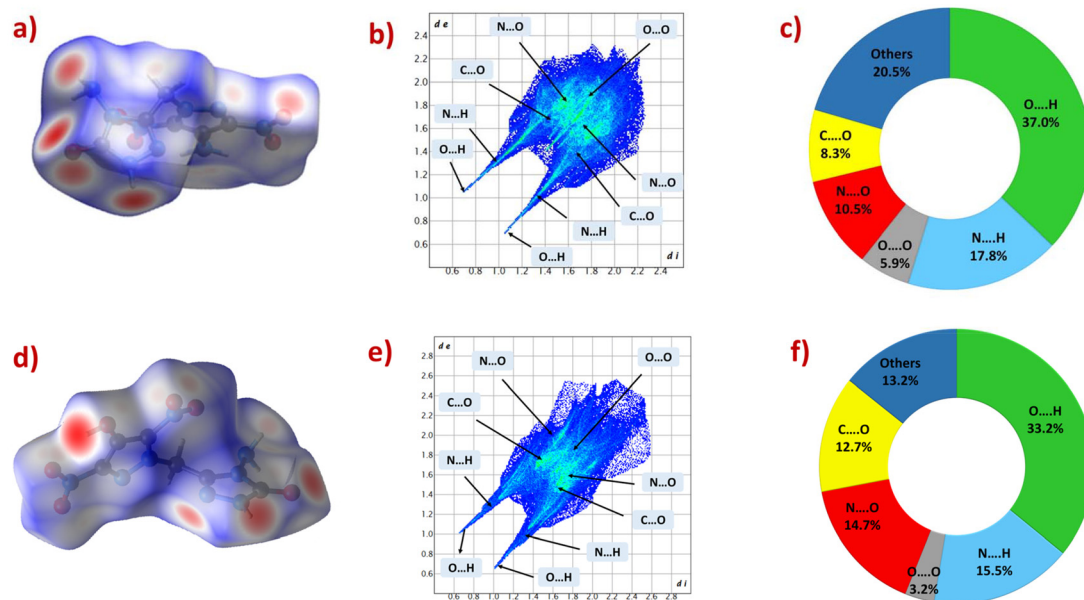 a)
b)
d e
2.4
2.2
2.0
1.8
1.6
1.4
1.2
1.0
0.8
0.6
N...O
O...O
C...O
N...H
O...H
N...O
C...O
N...H
O...H
d i
0.6 0.8 1.0 1.2 1.4 1.6 1.8 2.0 2.2 2.4
c)
Others
20.5%
O....H
37.0%
C....O
8.3%
N....O
10.5%
O....O
5.9%
N....H
17.8%
d)
e)
d e
2.8
2.6
2.4
2.2
2.0
1.8
1.6
1.4
1.2
1.0
0.8
0.6
N...O
O...O
C...O
N...H
N...O
C...O
N...H
O...H
O...H
d i
0.6 0.8 1.0 1.2 1.4 1.6 1.8 2.0 2.2 2.4 2.6 2.8
f)
Others
13.2%
O....H
33.2%
C....O
12.7%
N....O
14.7%
O....O
3.2%
N....H
15.5%